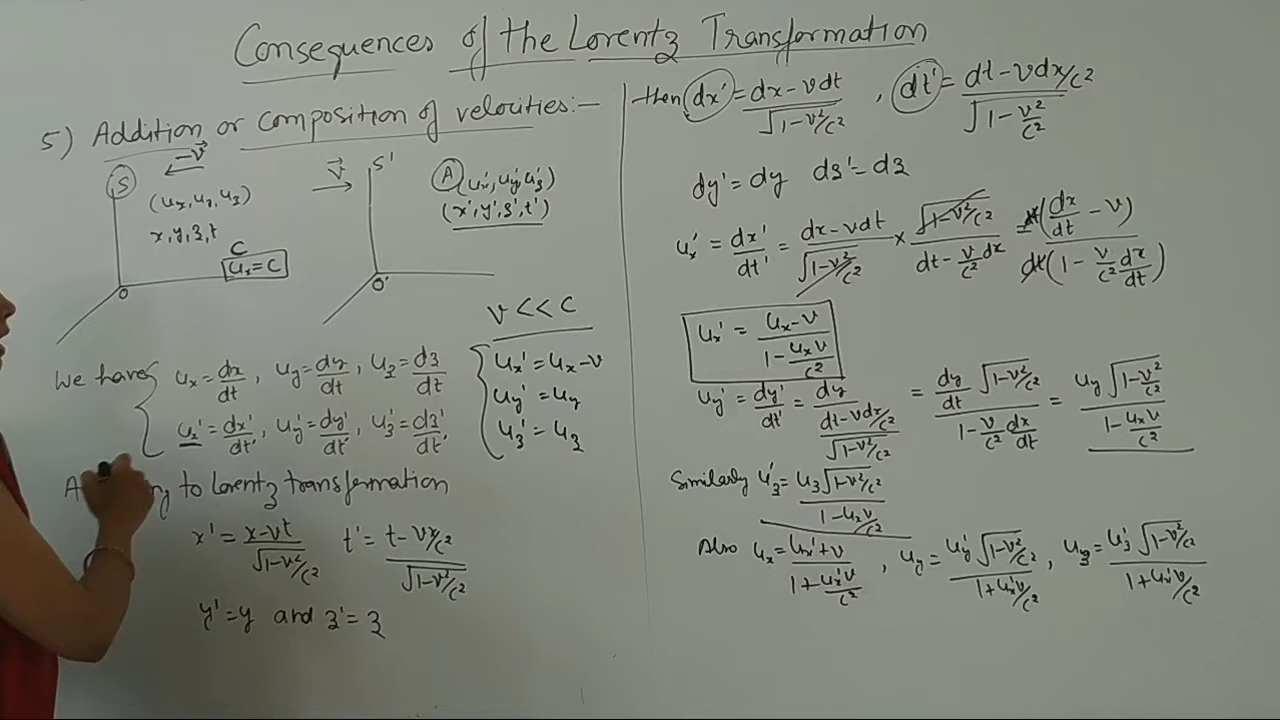 Consequences of the Lorentz Transformation
5) Addition or composition of velocities:-
-v⃗
S
(ux, uy, uz)
x, y, z, t
C
ux = C
O
v⃗
S'
A (ux', uy', uz')
(x', y', z', t')
O'
v << c
We have ux = dx/dt, uy = dy/dt, uz = dz/dt
ux' = dx'/dt', uy' = dy'/dt', uz' = dz'/dt'
ux' = ux - v
uy' = uy
uz' = uz
to Lorentz transformation
x' = (x - vt)/√(1 - v²/c²)  t' = (t - vx/c²)/√(1 - v²/c²)
y' = y and z' = z
then dx' = (dx - vdt)/√(1 - v²/c²), dt' = (dt - vdx/c²)/√(1 - v²/c²)
dy' = dy  dz' = dz
ux' = dx'/dt' = (dx - vdt)/√(1 - v²/c²) × √(1 - v²/c²)/(dt - v/c² dx) = dt(dx/dt - v)/dt(1 - v/c² dx/dt)
ux' = (ux - v)/(1 - ux v/c²)
uy' = dy'/dt' = dy/((dt - vdx/c²)/√(1 - v²/c²)) = (dy/dt √(1 - v²/c²))/(1 - v/c² dx/dt) = (uy √(1 - v²/c²))/(1 - ux v/c²)
Similarly uz' = (uz √(1 - v²/c²))/(1 - ux v/c²)
Also ux = (ux' + v)/(1 + ux' v/c²), uy = (uy' √(1 - v²/c²))/(1 + ux' v/c²), uz = (uz' √(1 - v²/c²))/(1 + ux' v/c²)